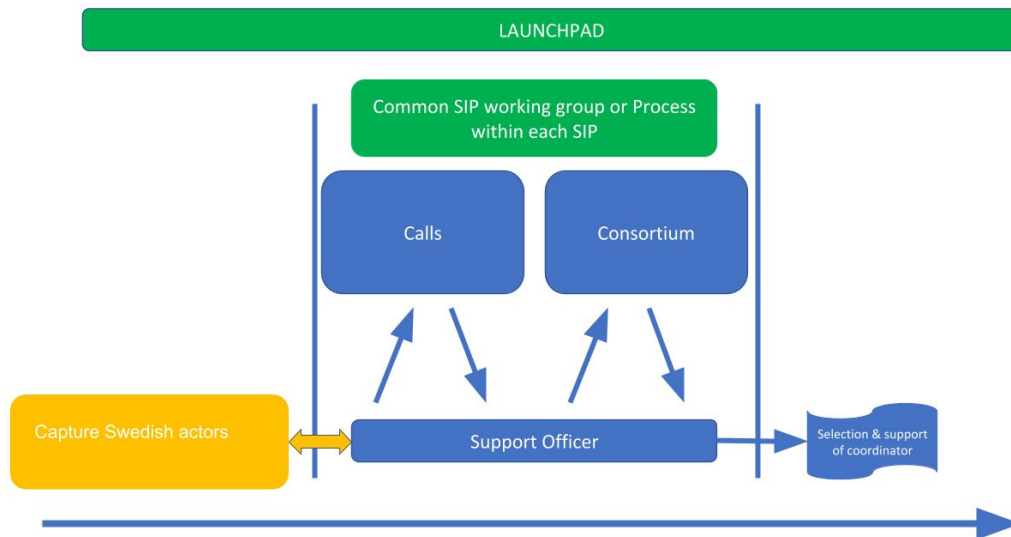 LAUNCHPAD
Common SIP working group or Process
within each SIP
Calls
Consortium
Capture Swedish actors
Support Officer
Selection & support
of coordinator